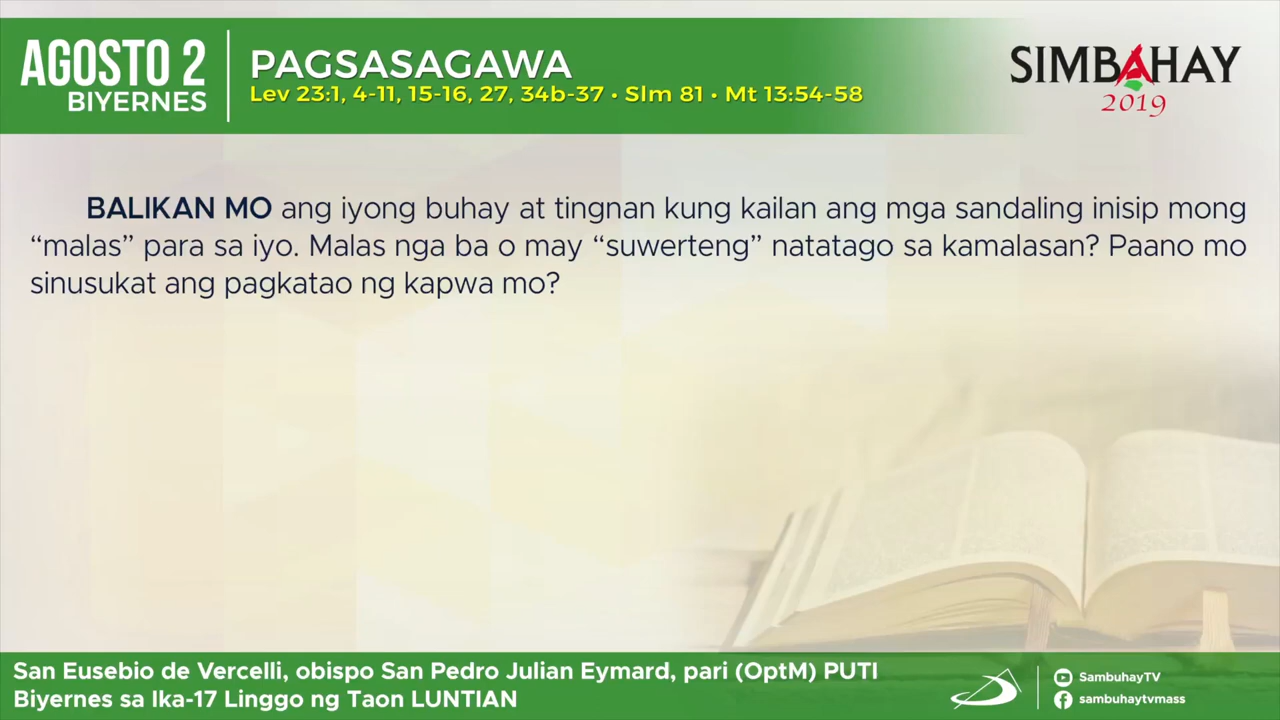 AGOSTO 2
BIYERNES
PAGSASAGAWA
Lev 23:1, 4-11, 15-16, 27, 34b-37 • Slm 81 • Mt 13:54-58
SIMBAHAY
2019
BALIKAN MO ang iyong buhay at tingnan kung kailan ang mga sandaling inisip mong
“malas” para sa iyo. Malas nga ba o may “suwerteng” natatago sa kamalasan? Paano mo
sinusukat ang pagkatao ng kapwa mo?
San Eusebio de Vercelli, obispo San Pedro Julian Eymard, pari (OptM) PUTI
Biyernes sa Ika-17 Linggo ng Taon LUNTIAN
SambuhayTV
sambuhaytvmass